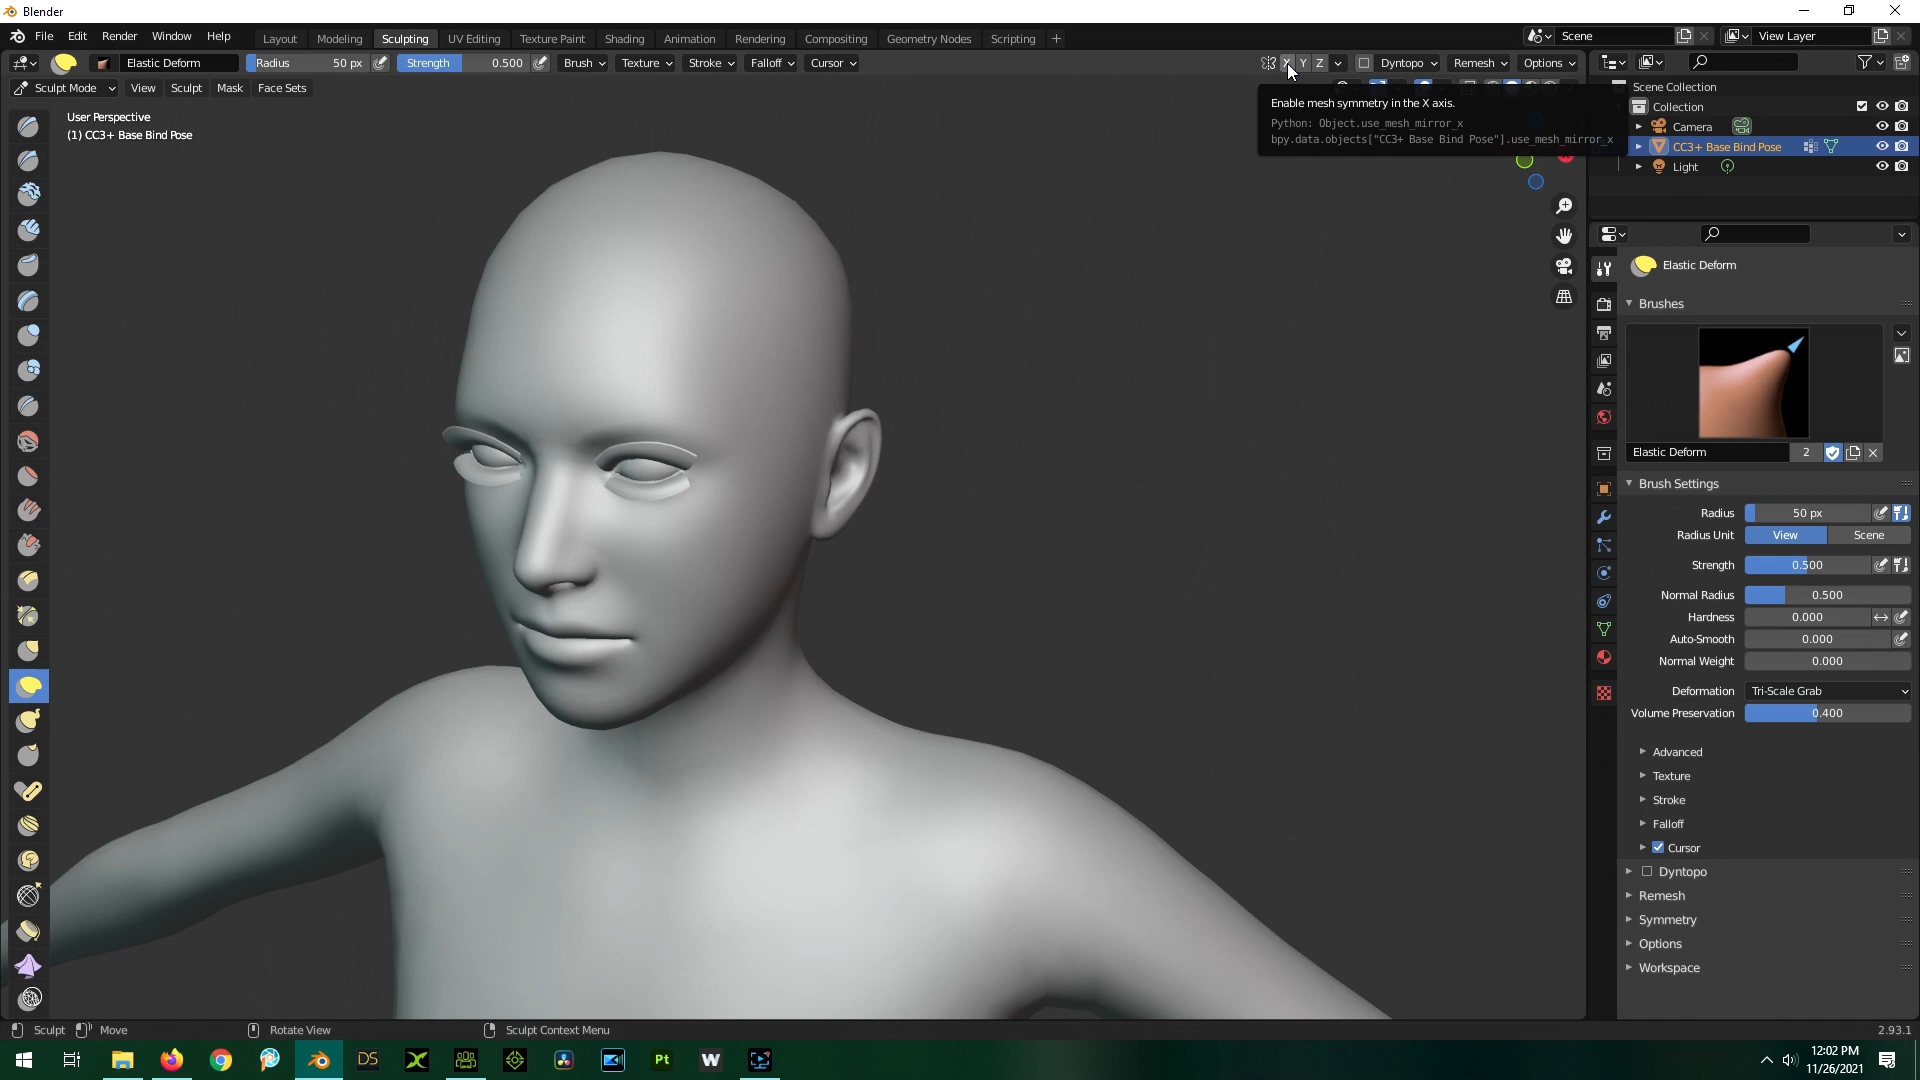 Blender
File Edit Render Window Help
Layout Modeling Sculpting UV Editing Texture Paint Shading Animation Rendering Compositing Geometry Nodes Scripting +
Scene
View Layer
Elastic Deform
Radius 50 px
Strength 0.500
Brush Texture Stroke Falloff Cursor
X Y Z
Dyntopo Remesh Options
Sculpt Mode View Sculpt Mask Face Sets
User Perspective
(1) CC3+ Base Bind Pose
Enable mesh symmetry in the X axis.
Python: Object.use_mesh_mirror_x
bpy.data.objects["CC3+ Base Bind Pose"].use_mesh_mirror_x
Scene Collection
Collection
Camera
CC3+ Base Bind Pose
Light
Elastic Deform
Brushes
Elastic Deform 2
Brush Settings
Radius 50 px
Radius Unit View Scene
Strength 0.500
Normal Radius 0.500
Hardness 0.000
Auto-Smooth 0.000
Normal Weight 0.000
Deformation Tri-Scale Grab
Volume Preservation 0.400
Advanced
Texture
Stroke
Falloff
Cursor
Dyntopo
Remesh
Symmetry
Options
Workspace
Sculpt Move Rotate View Sculpt Context Menu 2.93.1
DS Pt W
12:02 PM
11/26/2021